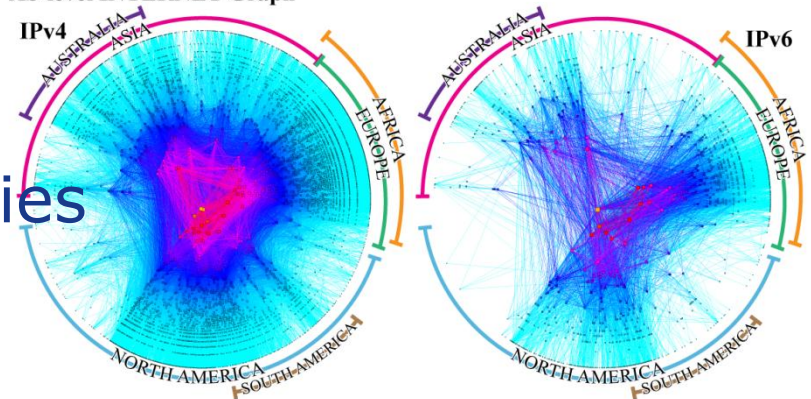 IPv4
AUSTRALIA
ASIA
AFRICA
EUROPE
NORTH AMERICA
SOUTH AMERICA
ies
IPv6
AUSTRALIA
ASIA
AFRICA
EUROPE
NORTH AMERICA
SOUTH AMERICA